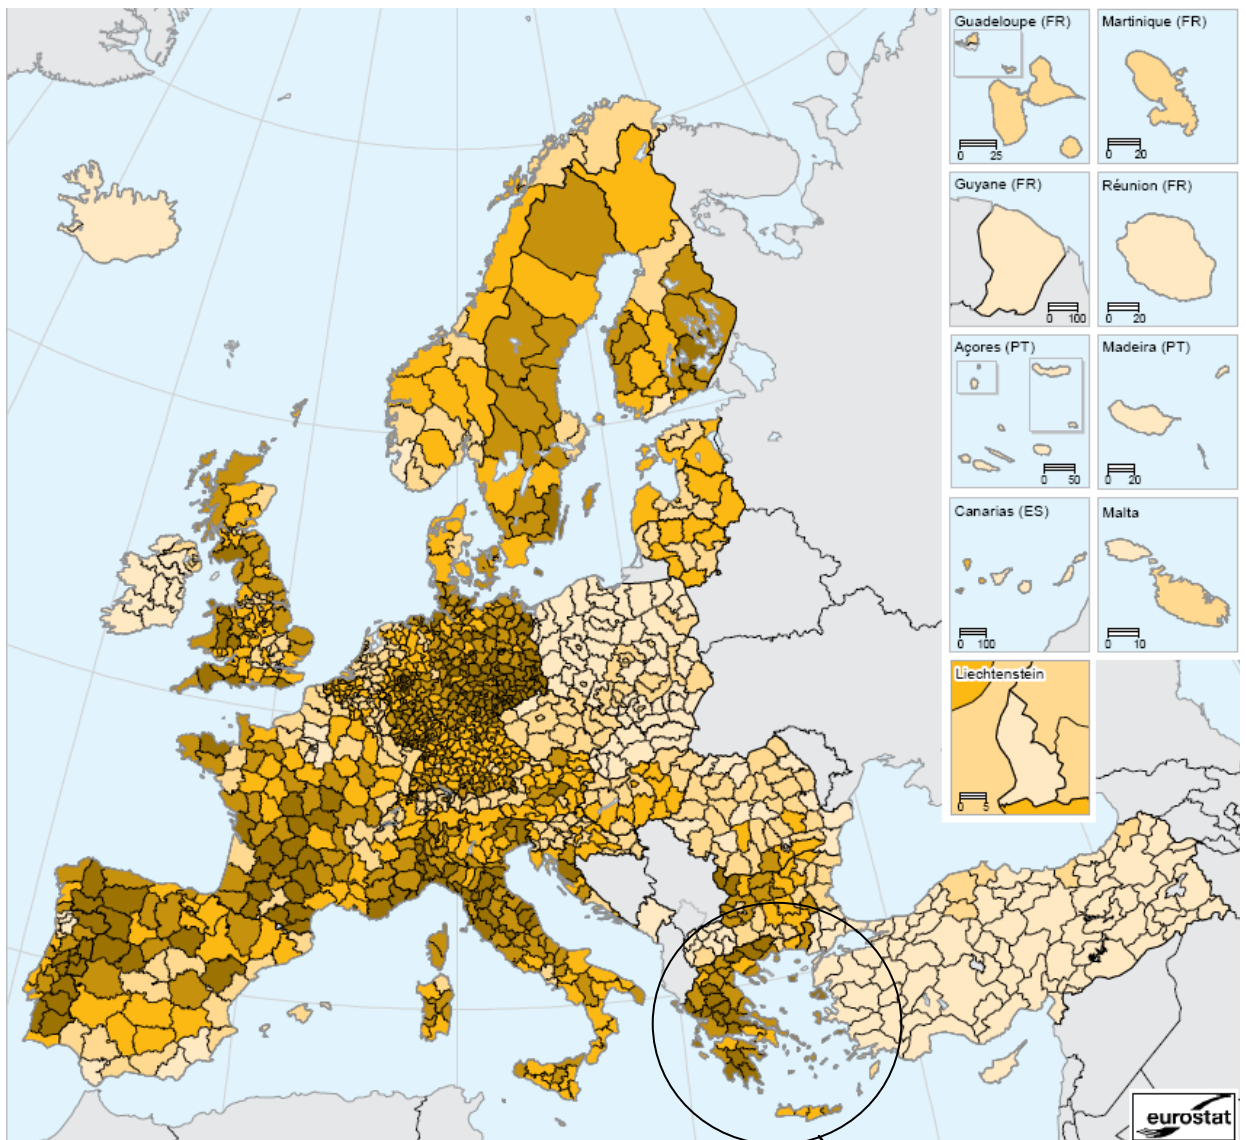 Guadeloupe (FR)
0 25
Martinique (FR)
0 20
Guyane (FR)
0 100
Réunion (FR)
0 20
Açores (PT)
0 50
Madeira (PT)
0 20
Canarias (ES)
0 100
Malta
0 10
Liechtenstein
0 5
eurostat